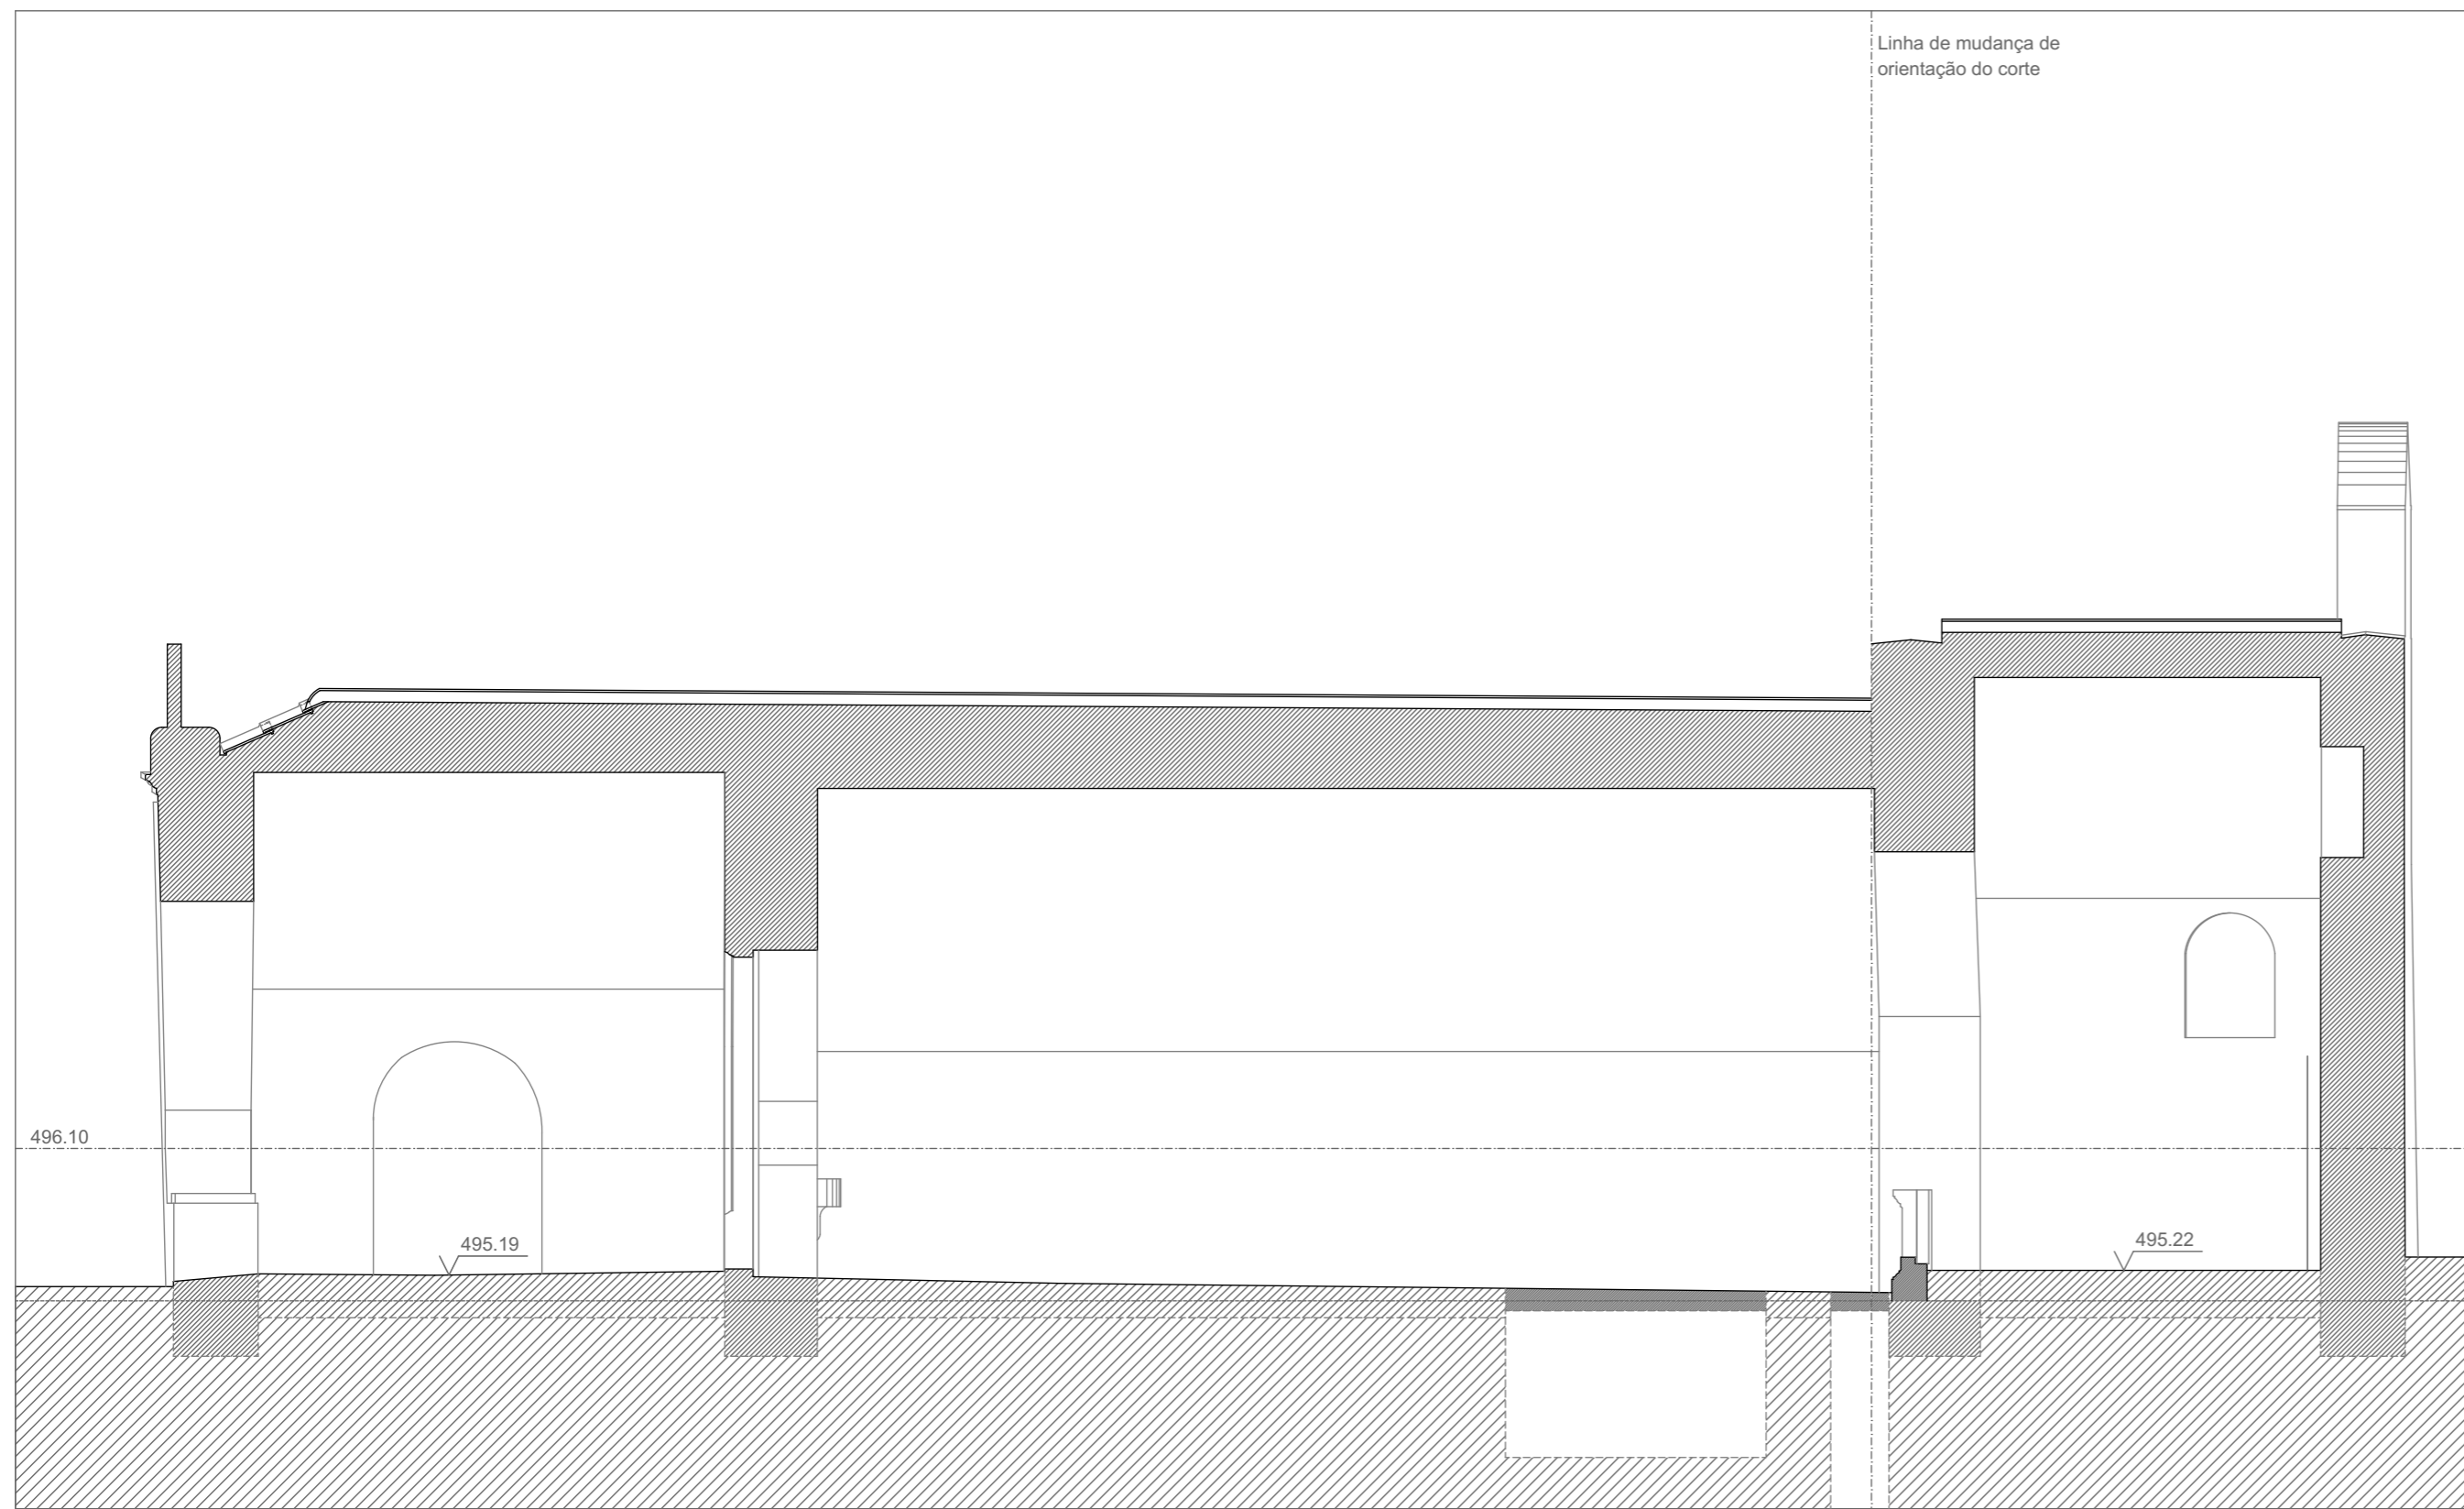 Linha de mudança de
orientação do corte
496.10
495.19
495.22